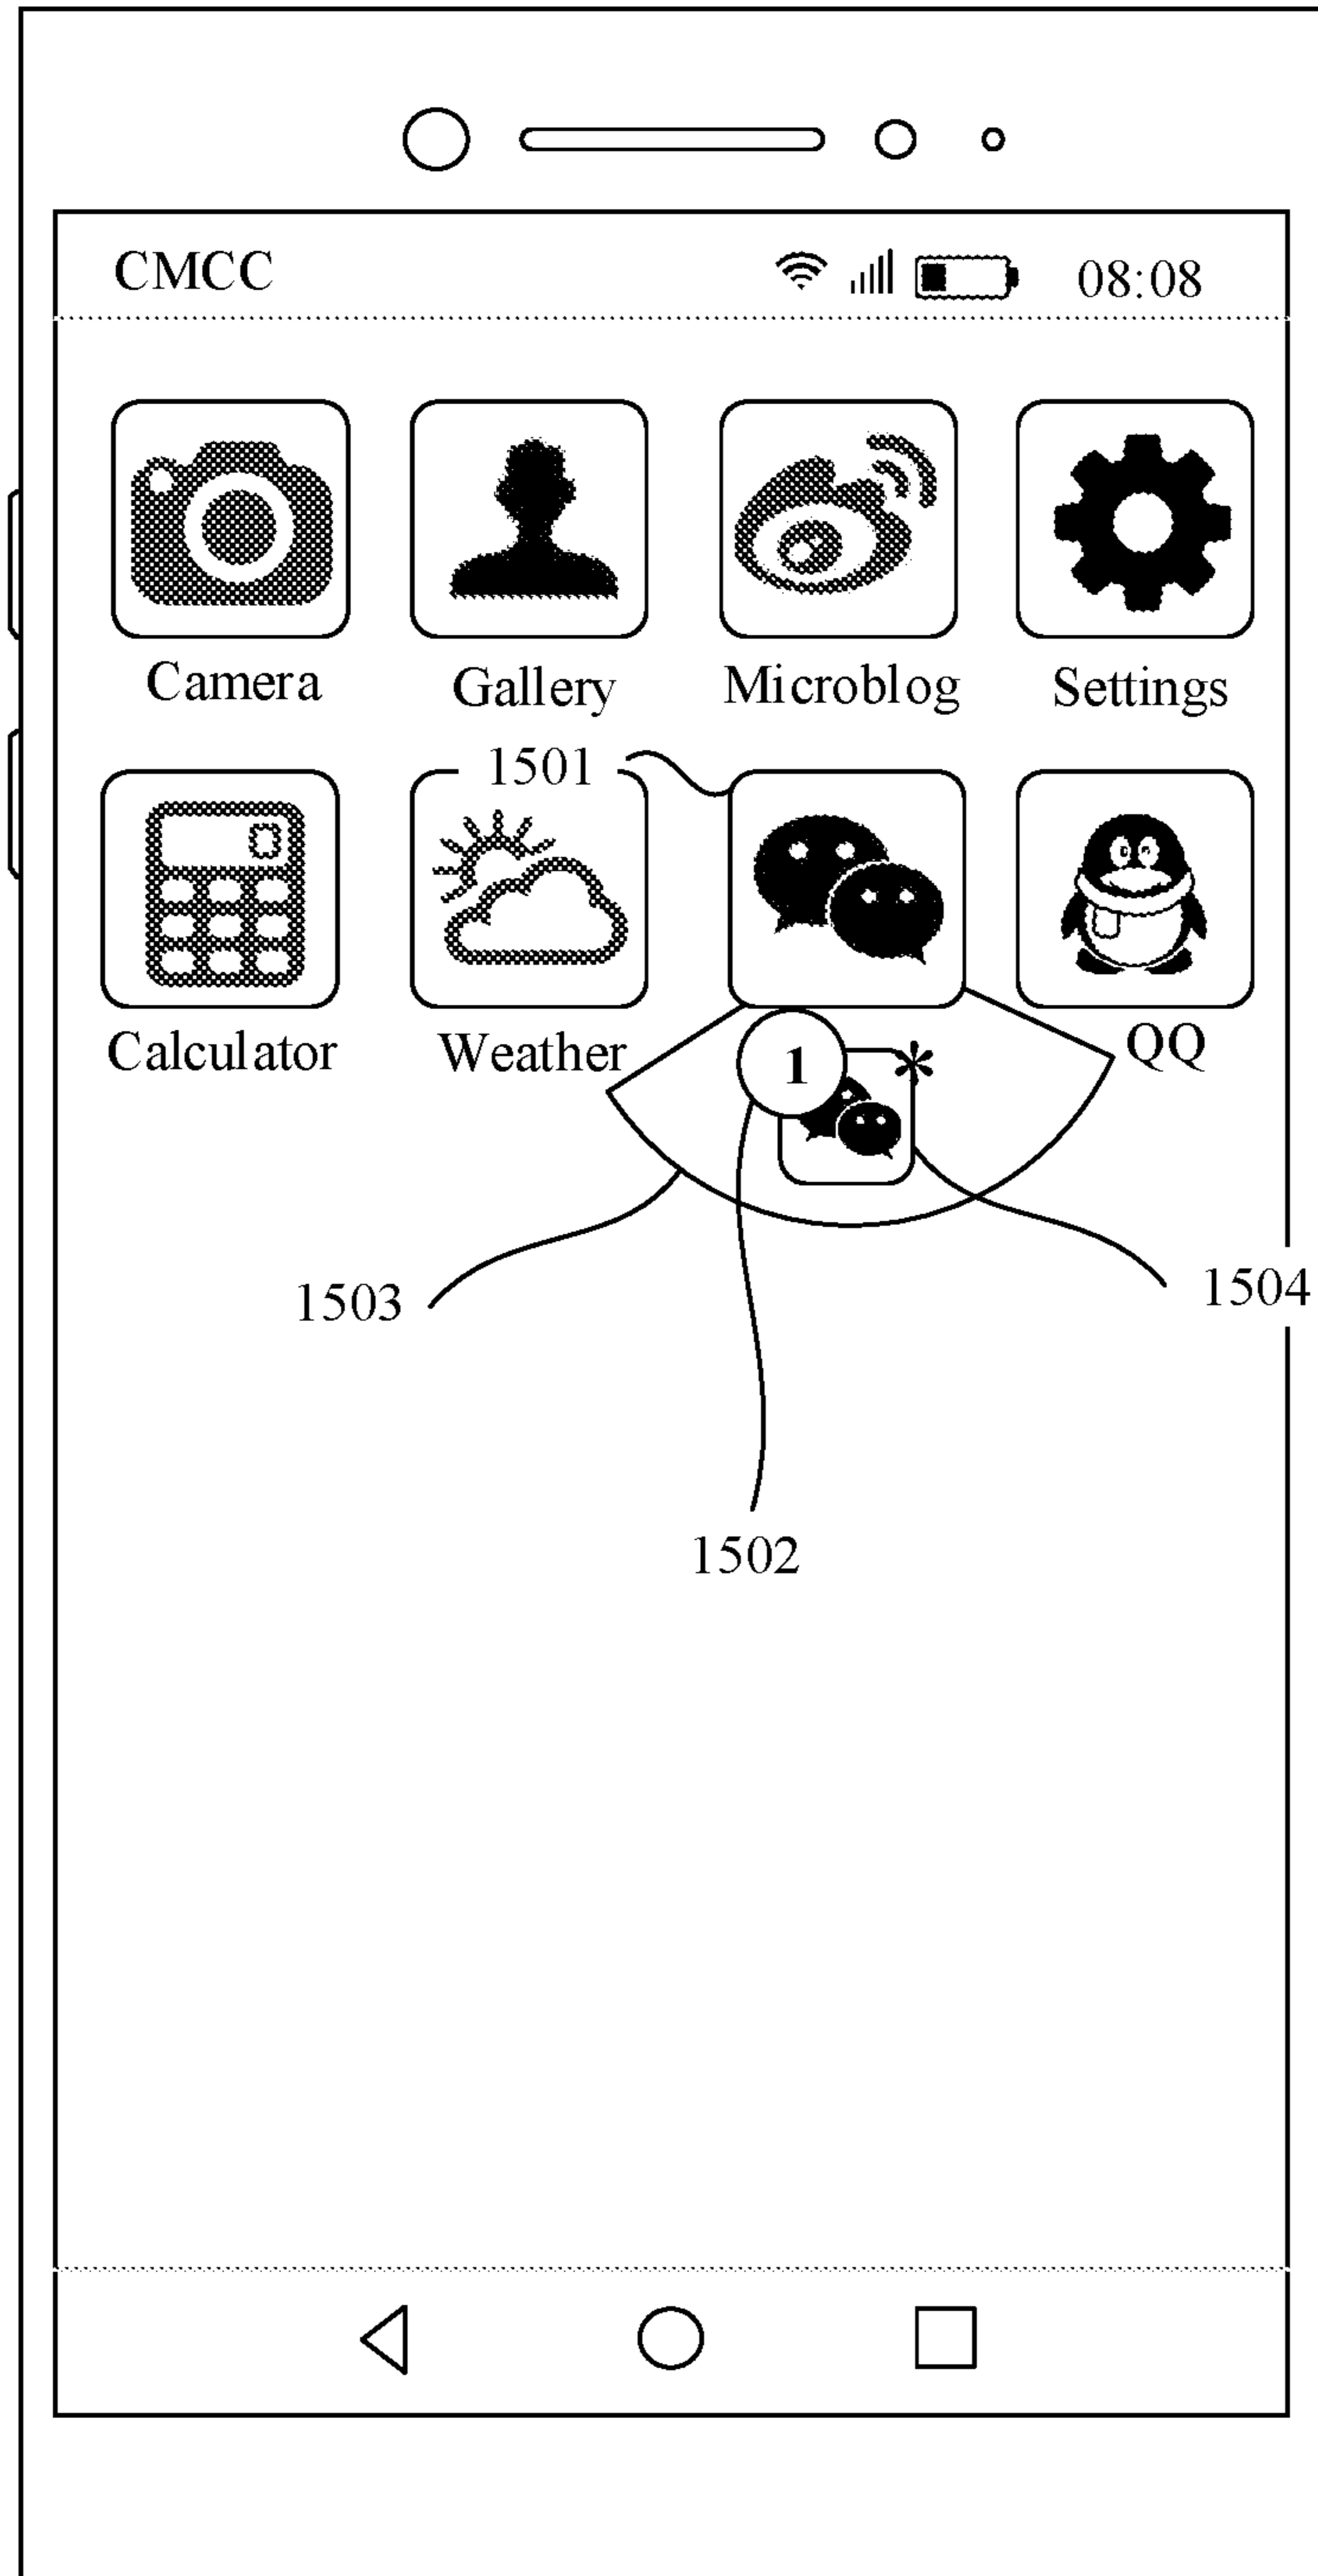 CMCC 08:08
Camera Gallery Microblog Settings
1501
Calculator Weather QQ
1 *
1503 1504
1502